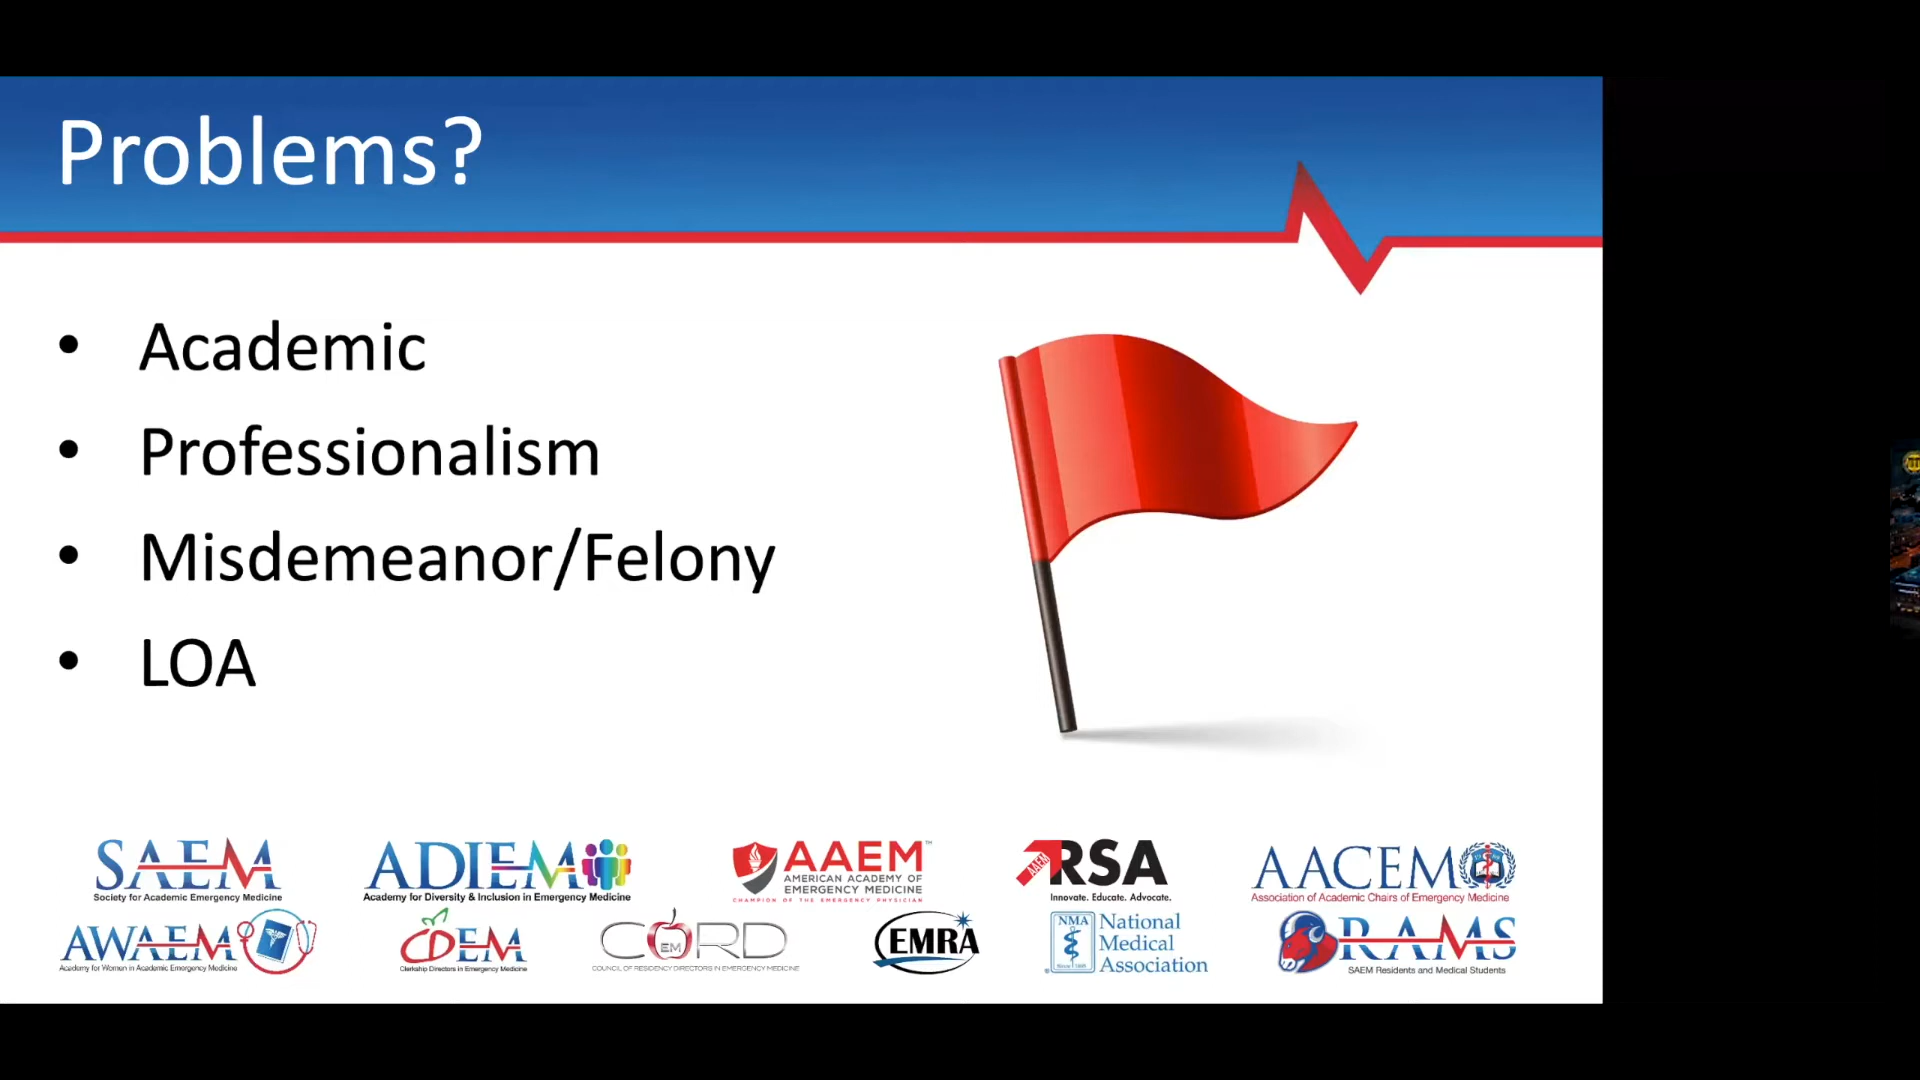 Problems?
• Academic
• Professionalism
• Misdemeanor/Felony
• LOA
SAEM
Society for Academic Emergency Medicine
ADIEM
Academy for Diversity & Inclusion in Emergency Medicine
AAEM™
AMERICAN ACADEMY OF
EMERGENCY MEDICINE
CHAMPION OF THE EMERGENCY PHYSICIAN
AAEM
RSA
Innovate. Educate. Advocate.
AACEM
Association of Academic Chairs of Emergency Medicine
AWAEM
Academy for Women in Academic Emergency Medicine
CDEM
Clerkship Directors in Emergency Medicine
CORD
EM
COUNCIL OF RESIDENCY DIRECTORS IN EMERGENCY MEDICINE
EMRA
NMA
Since 1895
National
Medical
Association
RAMS
SAEM Residents and Medical Students